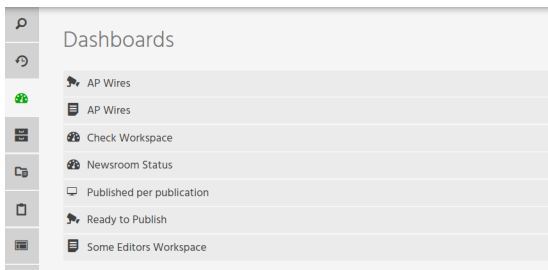 Dashboards
AP Wires
AP Wires
Check Workspace
Newsroom Status
Published per publication
Ready to Publish
Some Editors Workspace